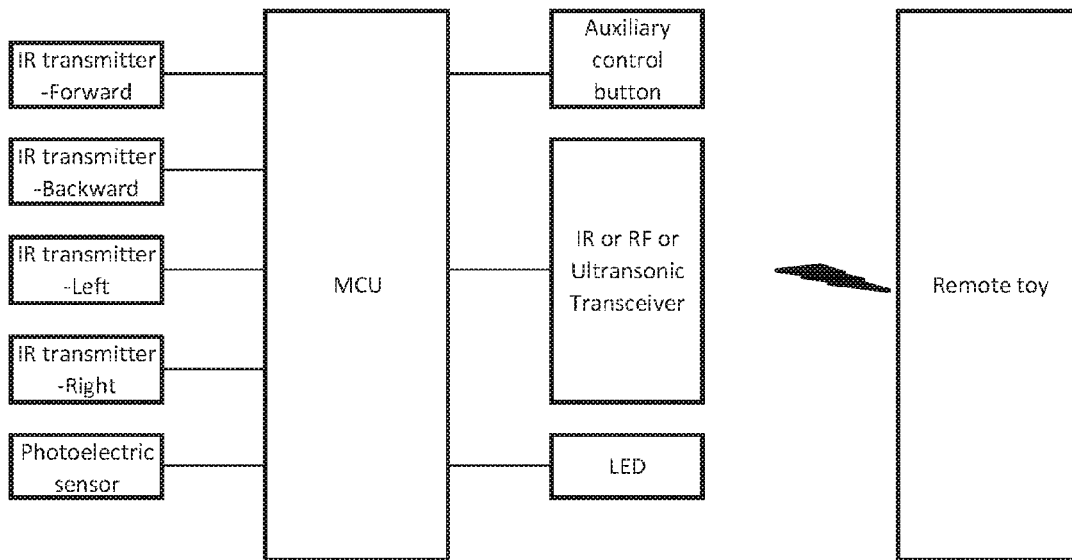 IR transmitter
-Forward
IR transmitter
-Backward
IR transmitter
-Left
IR transmitter
-Right
Photoelectric
sensor
MCU
Auxiliary
control
button
IR or RF or
Ultransonic
Transceiver
LED
Remote toy